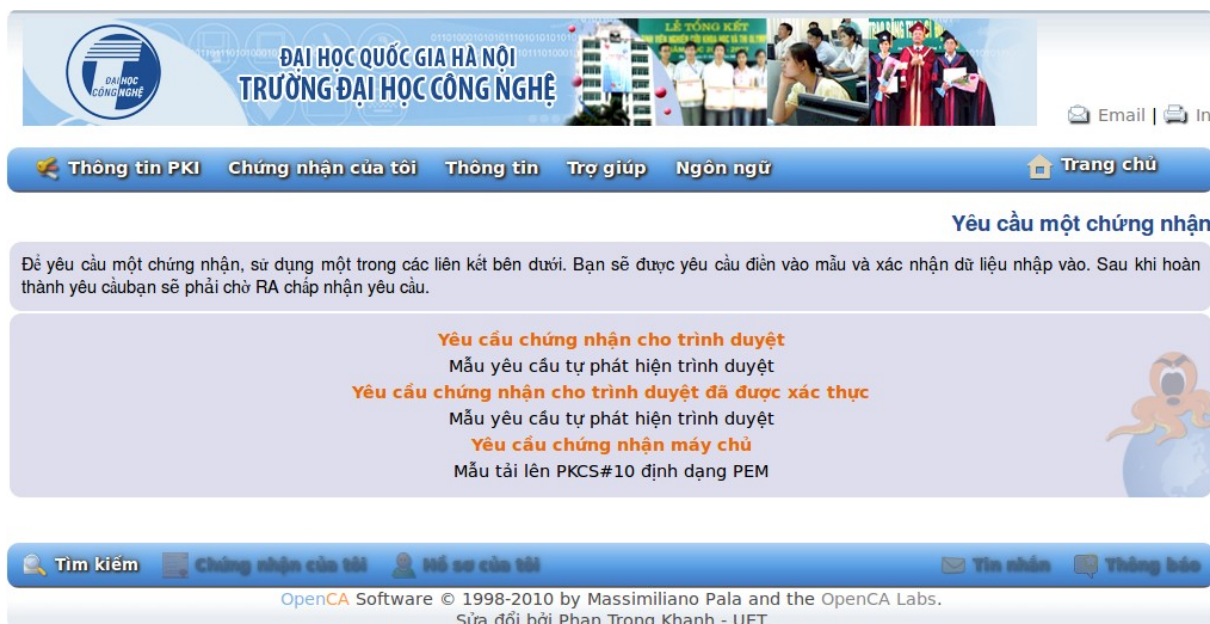 ĐẠI HỌC
CÔNG NGHỆ
ĐẠI HỌC QUỐC GIA HÀ NỘI
TRƯỜNG ĐẠI HỌC CÔNG NGHỆ
LỄ TỔNG KẾT
Email | In
Thông tin PKI Chứng nhận của tôi Thông tin Trợ giúp Ngôn ngữ Trang chủ
Yêu cầu một chứng nhận
Để yêu cầu một chứng nhận, sử dụng một trong các liên kết bên dưới. Bạn sẽ được yêu cầu điền vào mẫu và xác nhận dữ liệu nhập vào. Sau khi hoàn
thành yêu cầubạn sẽ phải chờ RA chấp nhận yêu cầu.
Yêu cầu chứng nhận cho trình duyệt
Mẫu yêu cầu tự phát hiện trình duyệt
Yêu cầu chứng nhận cho trình duyệt đã được xác thực
Mẫu yêu cầu tự phát hiện trình duyệt
Yêu cầu chứng nhận máy chủ
Mẫu tải lên PKCS#10 định dạng PEM
Tìm kiếm Chứng nhận của tôi Hồ sơ của tôi Tin nhắn Thông báo
OpenCA Software © 1998-2010 by Massimiliano Pala and the OpenCA Labs.
Sửa đổi bởi Phan Trong Khanh - UET